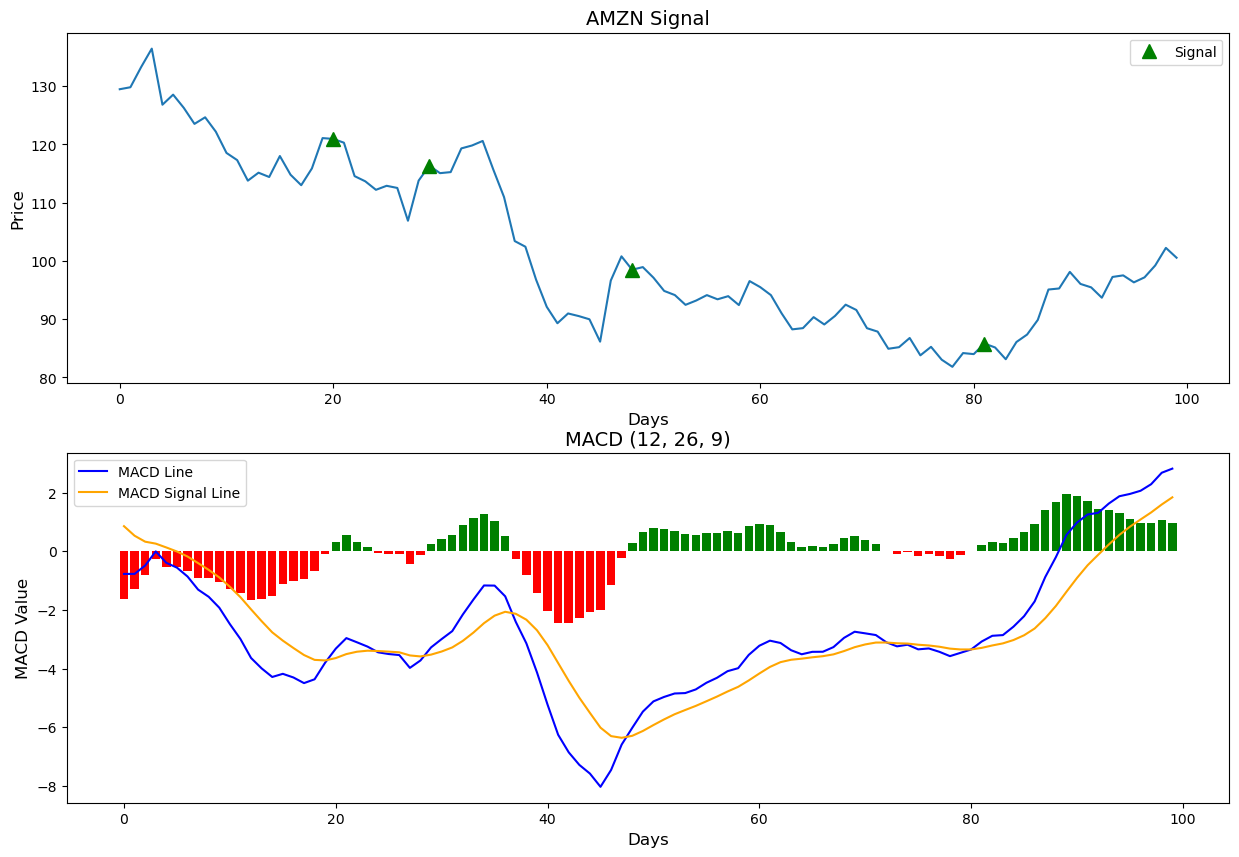 AMZN Signal
Signal
Price
130
120
110
100
90
80
0 20 40 60 80 100
Days
MACD (12, 26, 9)
MACD Line
MACD Signal Line
MACD Value
2
0
−2
−4
−6
−8
0 20 40 60 80 100
Days